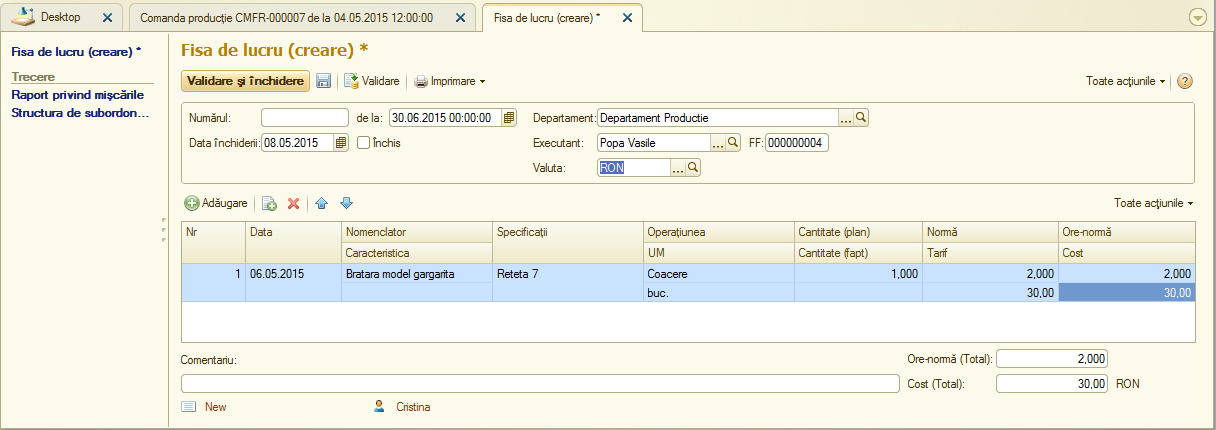 Desktop
Comanda producție CMFR-000007 de la 04.05.2015 12:00:00
Fisa de lucru (creare) *
Fisa de lucru (creare) *
Trecere
Raport privind mișcările
Structura de subordon...
Fisa de lucru (creare) *
Validare şi închidere
Validare
Imprimare
Toate acţiunile
?
Numărul:
de la: 30.06.2015 00:00:00
Departament: Departament Productie ...
Data închiderii: 08.05.2015
Închis
Executant: Popa Vasile ...
FF: 000000004
Valuta: RON ...
Adăugare
Toate acţiunile
Nr Data Nomenclator Specificaţii Operaţiunea Cantitate (plan) Normă Ore-normă
Caracteristica UM Cantitate (fapt) Tarif Cost
1 06.05.2015 Bratara model gargarita Reteta 7 Coacere 1,000 2,000 2,000
buc. 30,00 30,00
Comentariu:
Ore-normă (Total): 2,000
Cost (Total): 30,00 RON
New
Cristina